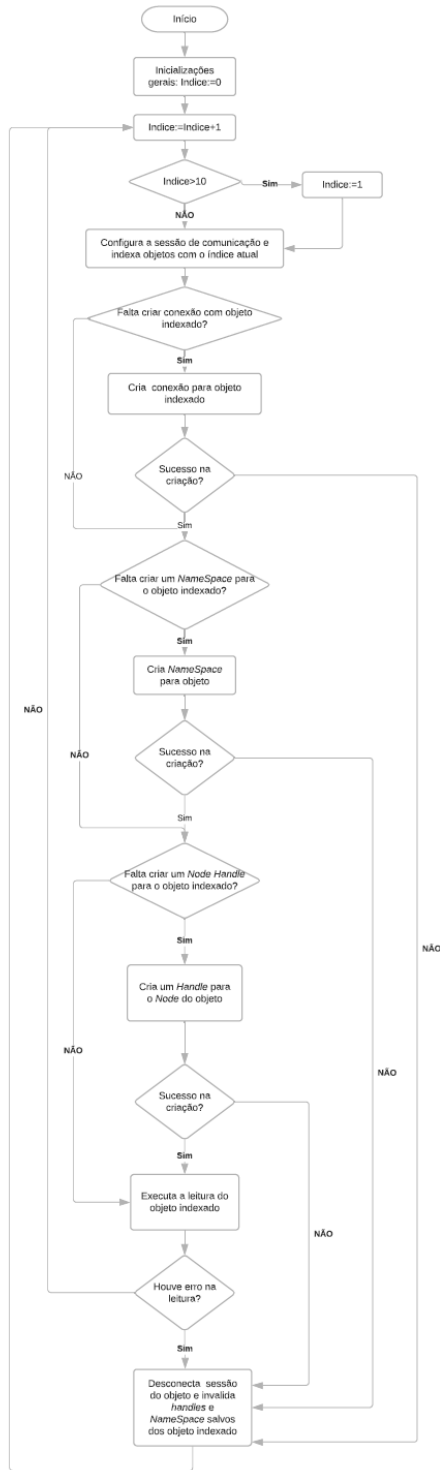 Início
Inicializações
gerais: Indice:=0
Indice:=Indice+1
Indice>10
Sim
Indice:=1
NÃO
Configura a sessão de comunicação e
indexa objetos com o índice atual
Falta criar conexão com objeto
indexado?
Sim
Cria conexão para objeto
indexado
NÃO
Sucesso na
criação?
Sim
Falta criar um NameSpace para
o objeto indexado?
Sim
Cria NameSpace
para objeto
NÃO
NÃO
Sucesso na
criação?
Sim
Falta criar um Node Handle
para o objeto indexado?
Sim
NÃO
Cria um Handle para
o Node do objeto
NÃO
NÃO
Sucesso na
criação?
Sim
Executa a leitura do
objeto indexado
NÃO
Houve erro na
leitura?
Sim
Desconecta sessão
do objeto e invalida
handles e
NameSpace salvos
dos objeto indexado